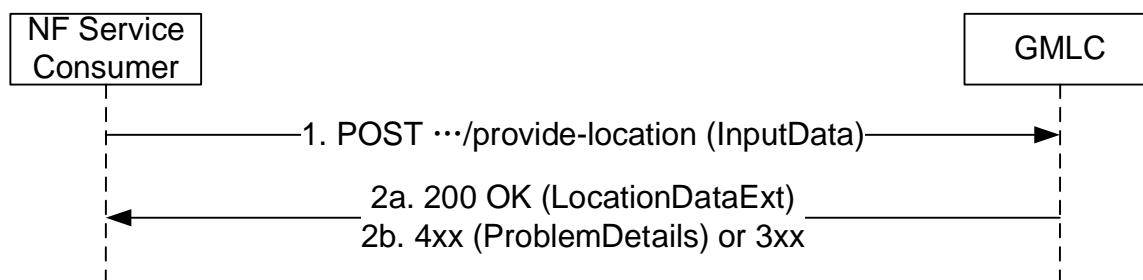 NF Service
Consumer
GMLC
1. POST ⋯/provide-location (InputData)
2a. 200 OK (LocationDataExt)
2b. 4xx (ProblemDetails) or 3xx